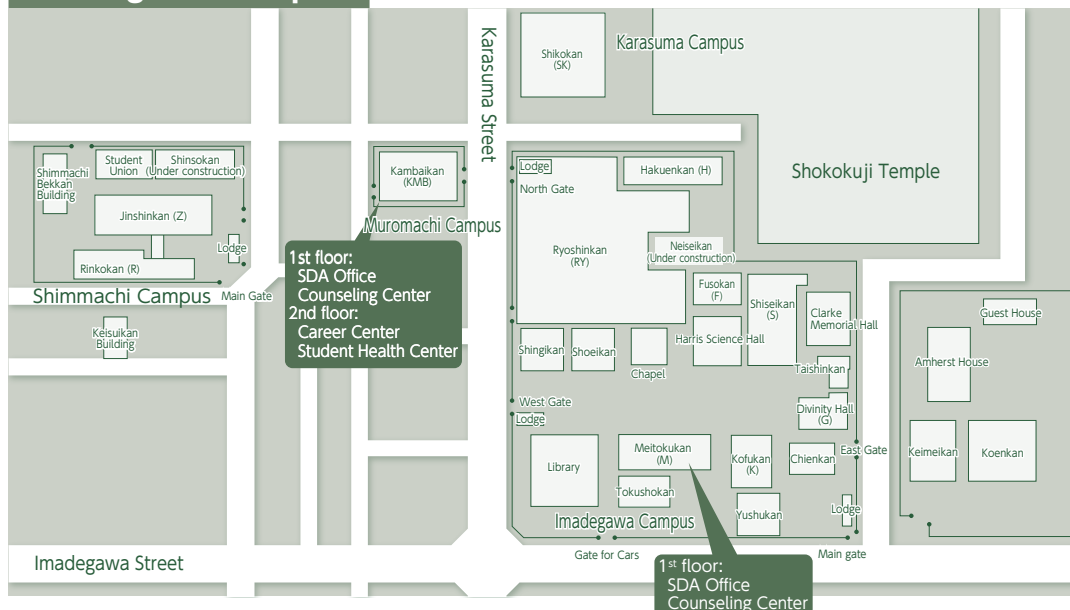 Karasuma Street
Shikokan
(SK)
Karasuma Campus
Shokokuji Temple
Shimmachi
Bekkan
Building
Student
Union
Shinsokan
(Under construction)
Jinshinkan (Z)
Lodge
Rinkokan (R)
Shimmachi Campus
Main Gate
Keisuikan
Building
Kambaikan
(KMB)
Muromachi Campus
1st floor:
SDA Office
Counseling Center
2nd floor:
Career Center
Student Health Center
Lodge
North Gate
Hakuenkan (H)
Ryoshinkan
(RY)
Neiseikan
(Under construction)
Fusokan
(F)
Shiseikan
(S)
Clarke
Memorial Hall
Harris Science Hall
Shingikan
Shoeikan
Chapel
Taishinkan
West Gate
Lodge
Divinity Hall
(G)
Library
Meitokukan
(M)
Kofukan
(K)
Chienkan
East Gate
Tokushokan
Yushukan
Lodge
Imadegawa Campus
Gate for Cars
Main gate
Guest House
Amherst House
Keimeikan
Koenkan
Imadegawa Street
1st floor:
SDA Office
Counseling Center